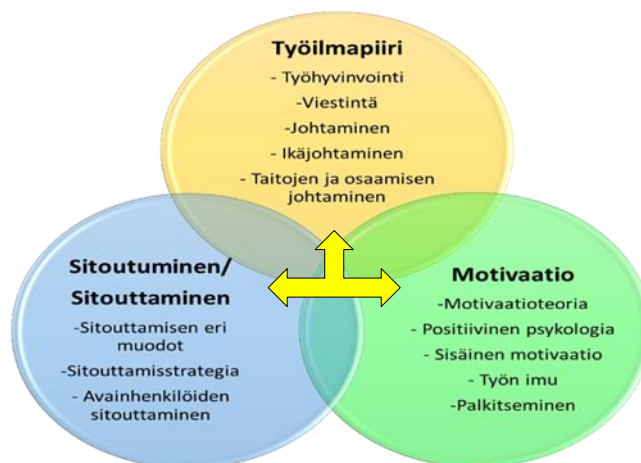 Työilmapiiri
- Työhyvinvointi
-Viestintä
-Johtaminen
- Ikäjohtaminen
- Taitojen ja osaamisen
johtaminen
Sitoutuminen/
Sitouttaminen
-Sitouttamisen eri
muodot
-Sitouttamisstrategia
- Avainhenkilöiden
sitouttaminen
Motivaatio
-Motivaatioteoria
- Positiivinen psykologia
- Sisäinen motivaatio
- Työn imu
-Palkitseminen